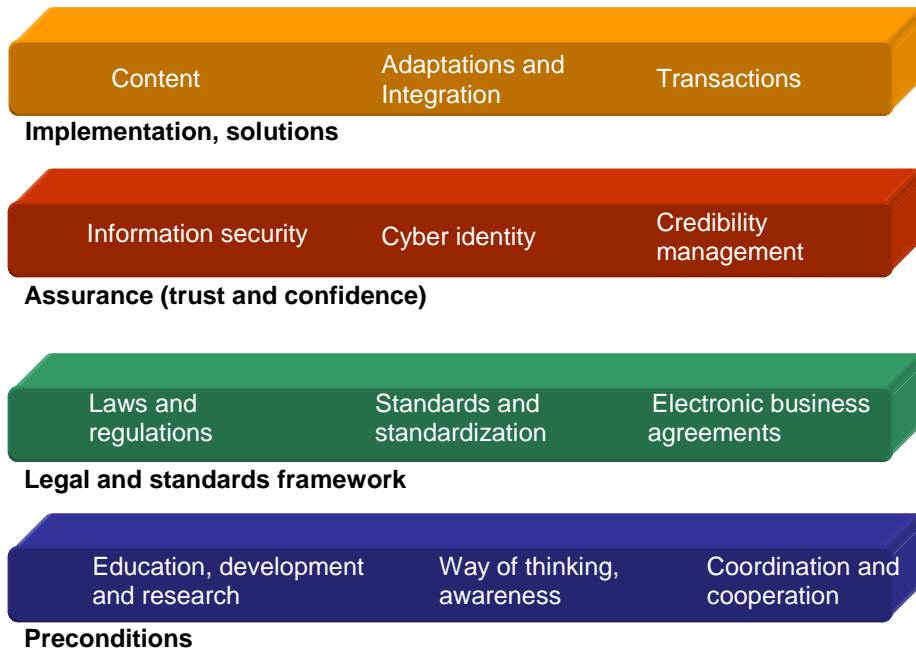 Content
Adaptations and
Integration
Transactions
Implementation, solutions
Information security
Cyber identity
Credibility
management
Assurance (trust and confidence)
Laws and
regulations
Standards and
standardization
Electronic business
agreements
Legal and standards framework
Education, development
and research
Way of thinking,
awareness
Coordination and
cooperation
Preconditions